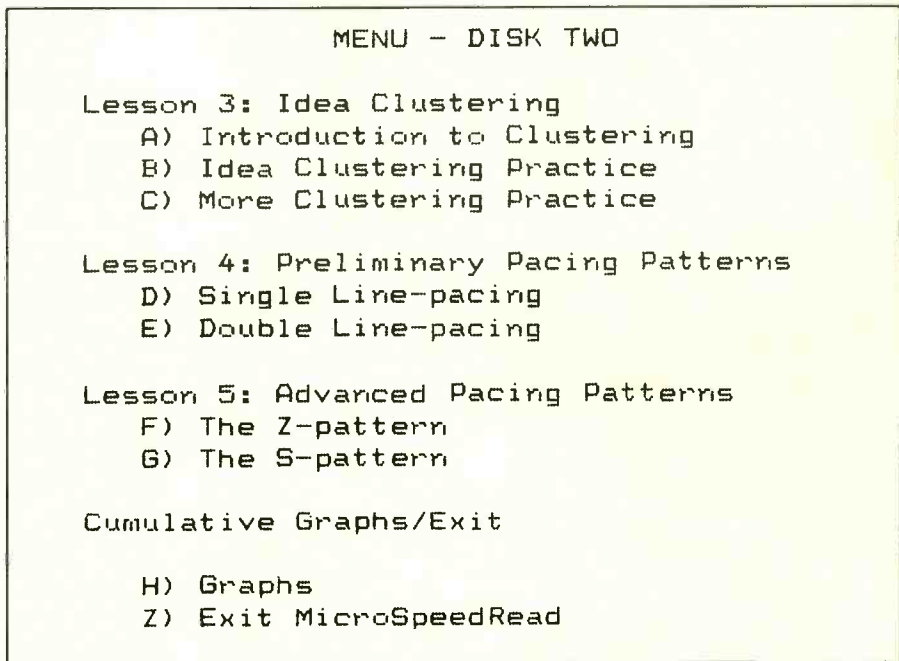 MENU - DISK TWO
Lesson 3: Idea Clustering
A) Introduction to Clustering
B) Idea Clustering Practice
C) More Clustering Practice
Lesson 4: Preliminary Pacing Patterns
D) Single Line-pacing
E) Double Line-pacing
Lesson 5: Advanced Pacing Patterns
F) The Z-pattern
G) The S-pattern
Cumulative Graphs/Exit
H) Graphs
Z) Exit MicroSpeedRead